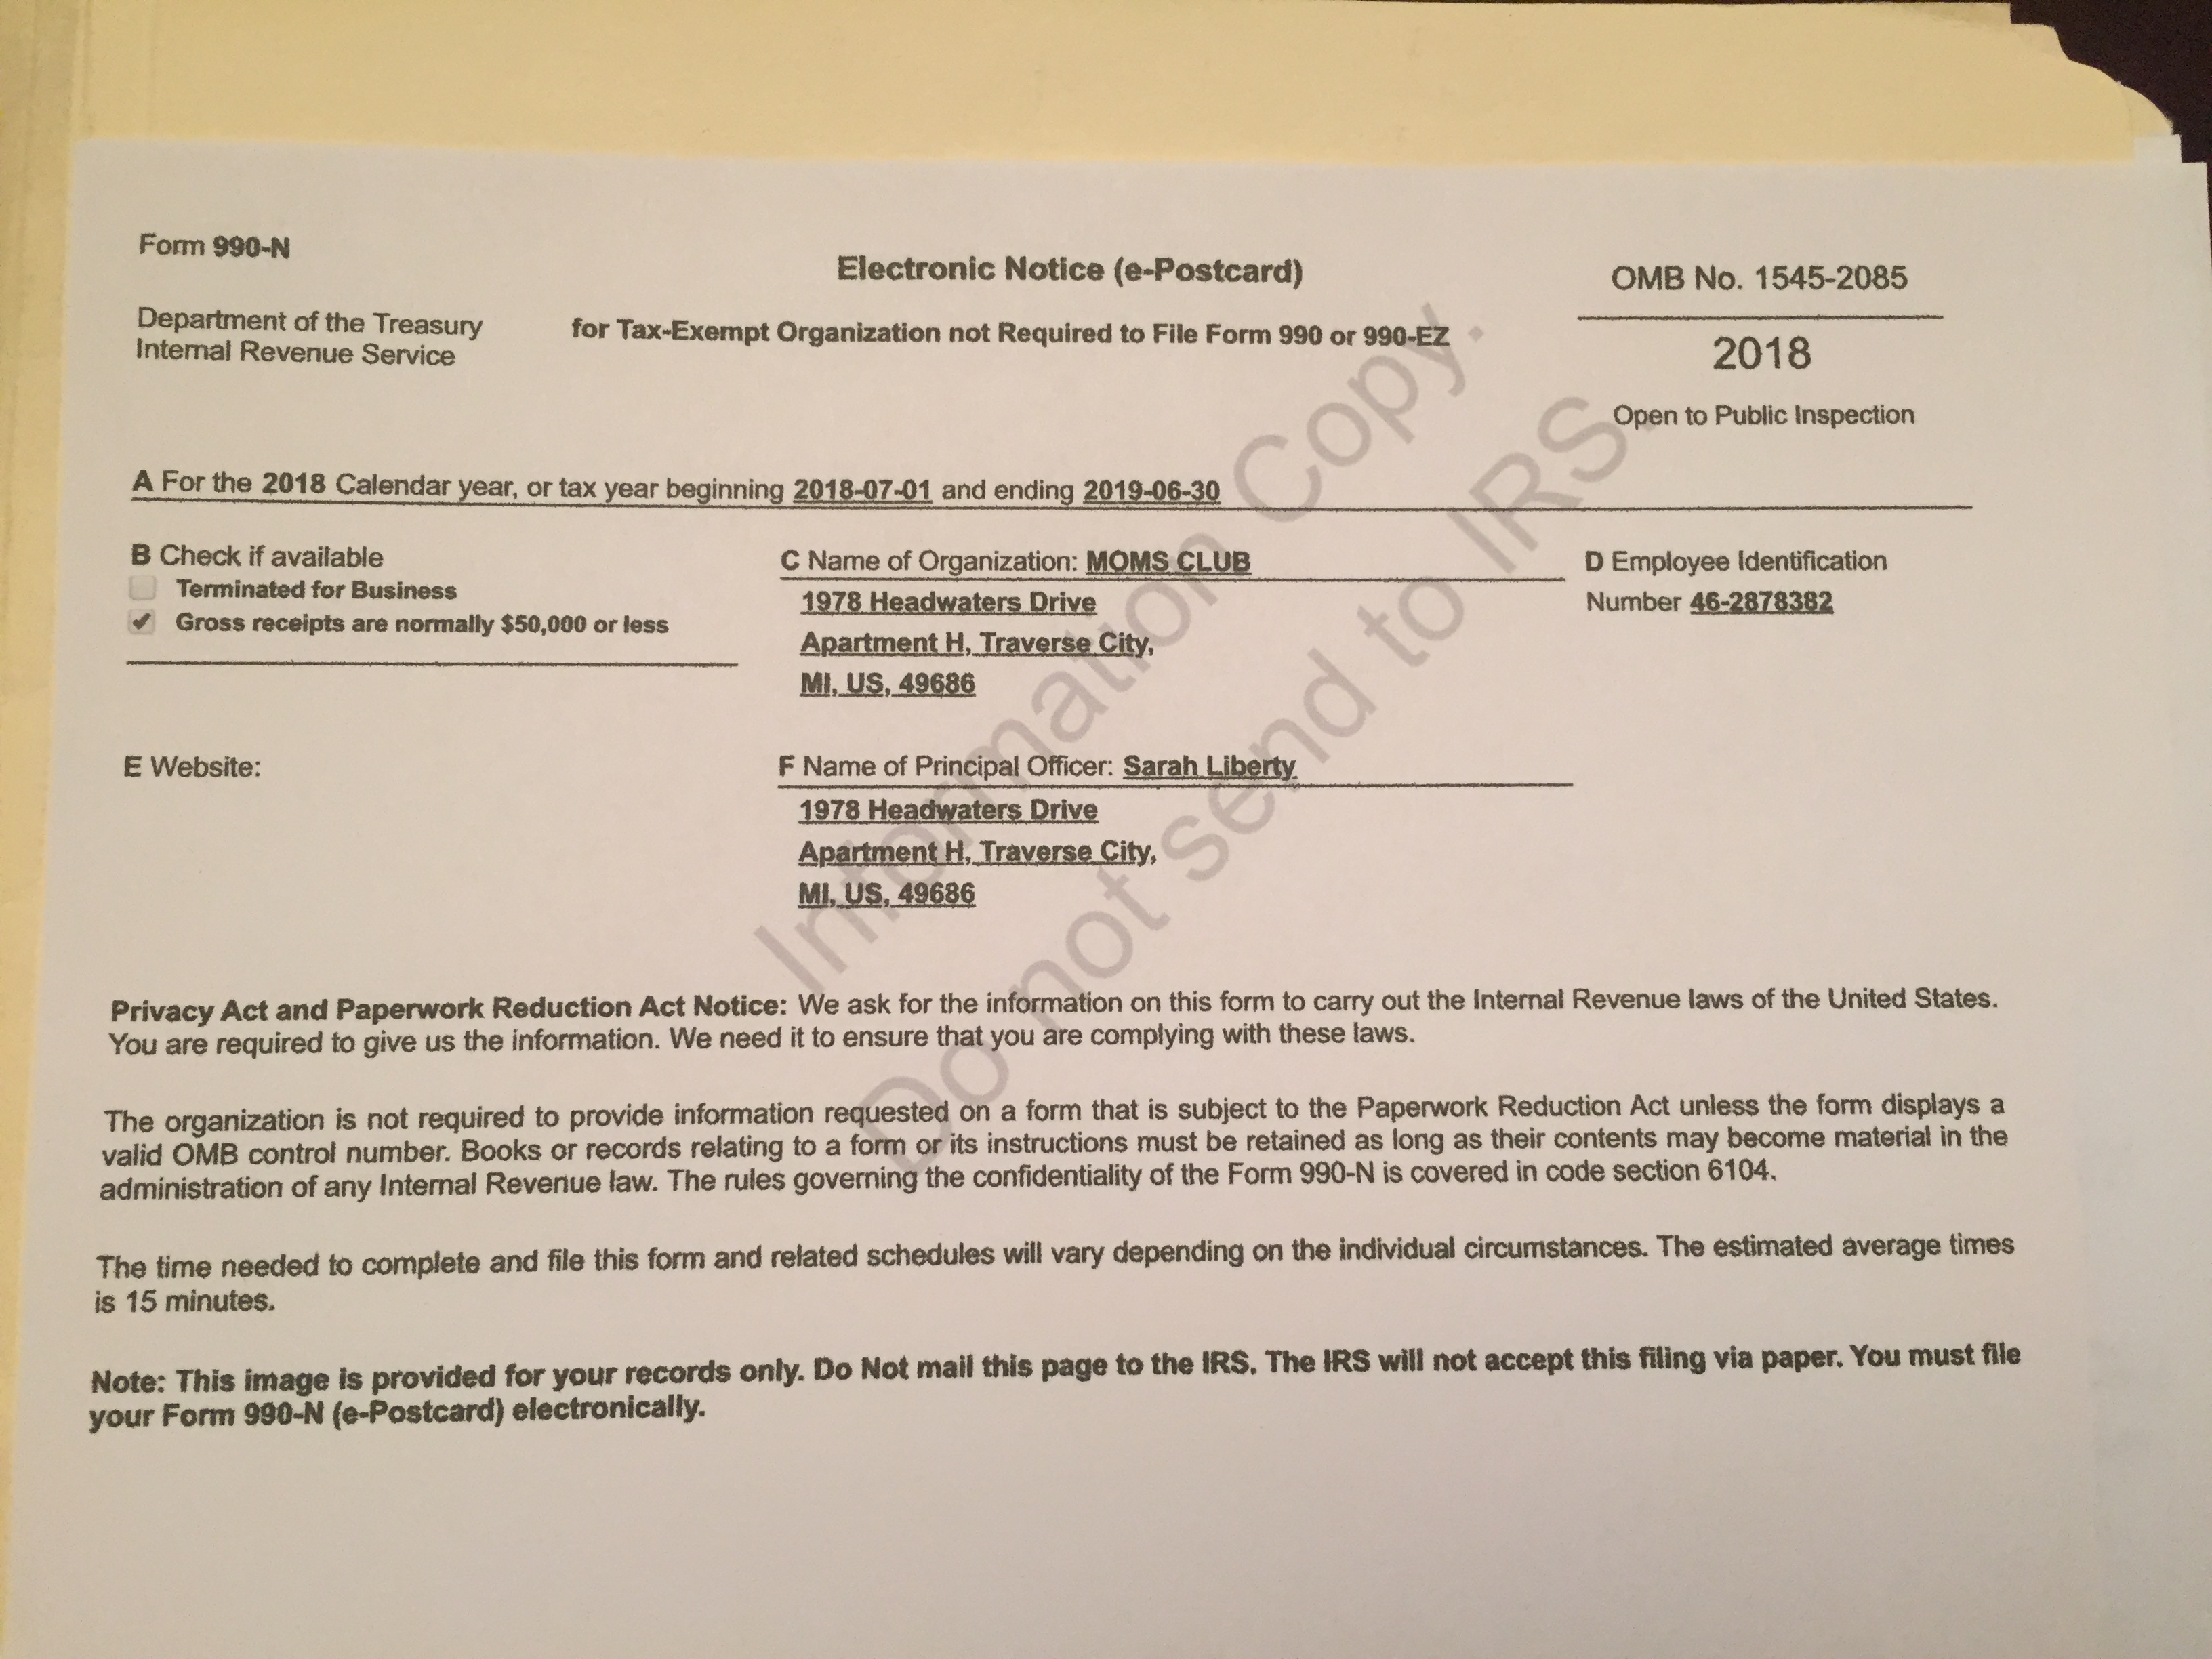 Form 990-N
Electronic Notice (e-Postcard)
OMB No. 1545-2085
Department of the Treasury
Internal Revenue Service
for Tax-Exempt Organization not Required to File Form 990 or 990-EZ
2018
Open to Public Inspection
A For the 2018 Calendar year, or tax year beginning 2018-07-01 and ending 2019-06-30
B Check if available
Terminated for Business
✔ Gross receipts are normally $50,000 or less
C Name of Organization: MOMS CLUB
1978 Headwaters Drive
Apartment H, Traverse City,
MI, US, 49686
D Employee Identification
Number 46-2878382
E Website:
F Name of Principal Officer: Sarah Liberty
1978 Headwaters Drive
Apartment H, Traverse City,
MI, US, 49686
Information Copy.
Do not send to IRS.
Privacy Act and Paperwork Reduction Act Notice: We ask for the information on this form to carry out the Internal Revenue laws of the United States.
You are required to give us the information. We need it to ensure that you are complying with these laws.
The organization is not required to provide information requested on a form that is subject to the Paperwork Reduction Act unless the form displays a
valid OMB control number. Books or records relating to a form or its instructions must be retained as long as their contents may become material in the
administration of any Internal Revenue law. The rules governing the confidentiality of the Form 990-N is covered in code section 6104.
The time needed to complete and file this form and related schedules will vary depending on the individual circumstances. The estimated average times
is 15 minutes.
Note: This image is provided for your records only. Do Not mail this page to the IRS. The IRS will not accept this filing via paper. You must file
your Form 990-N (e-Postcard) electronically.